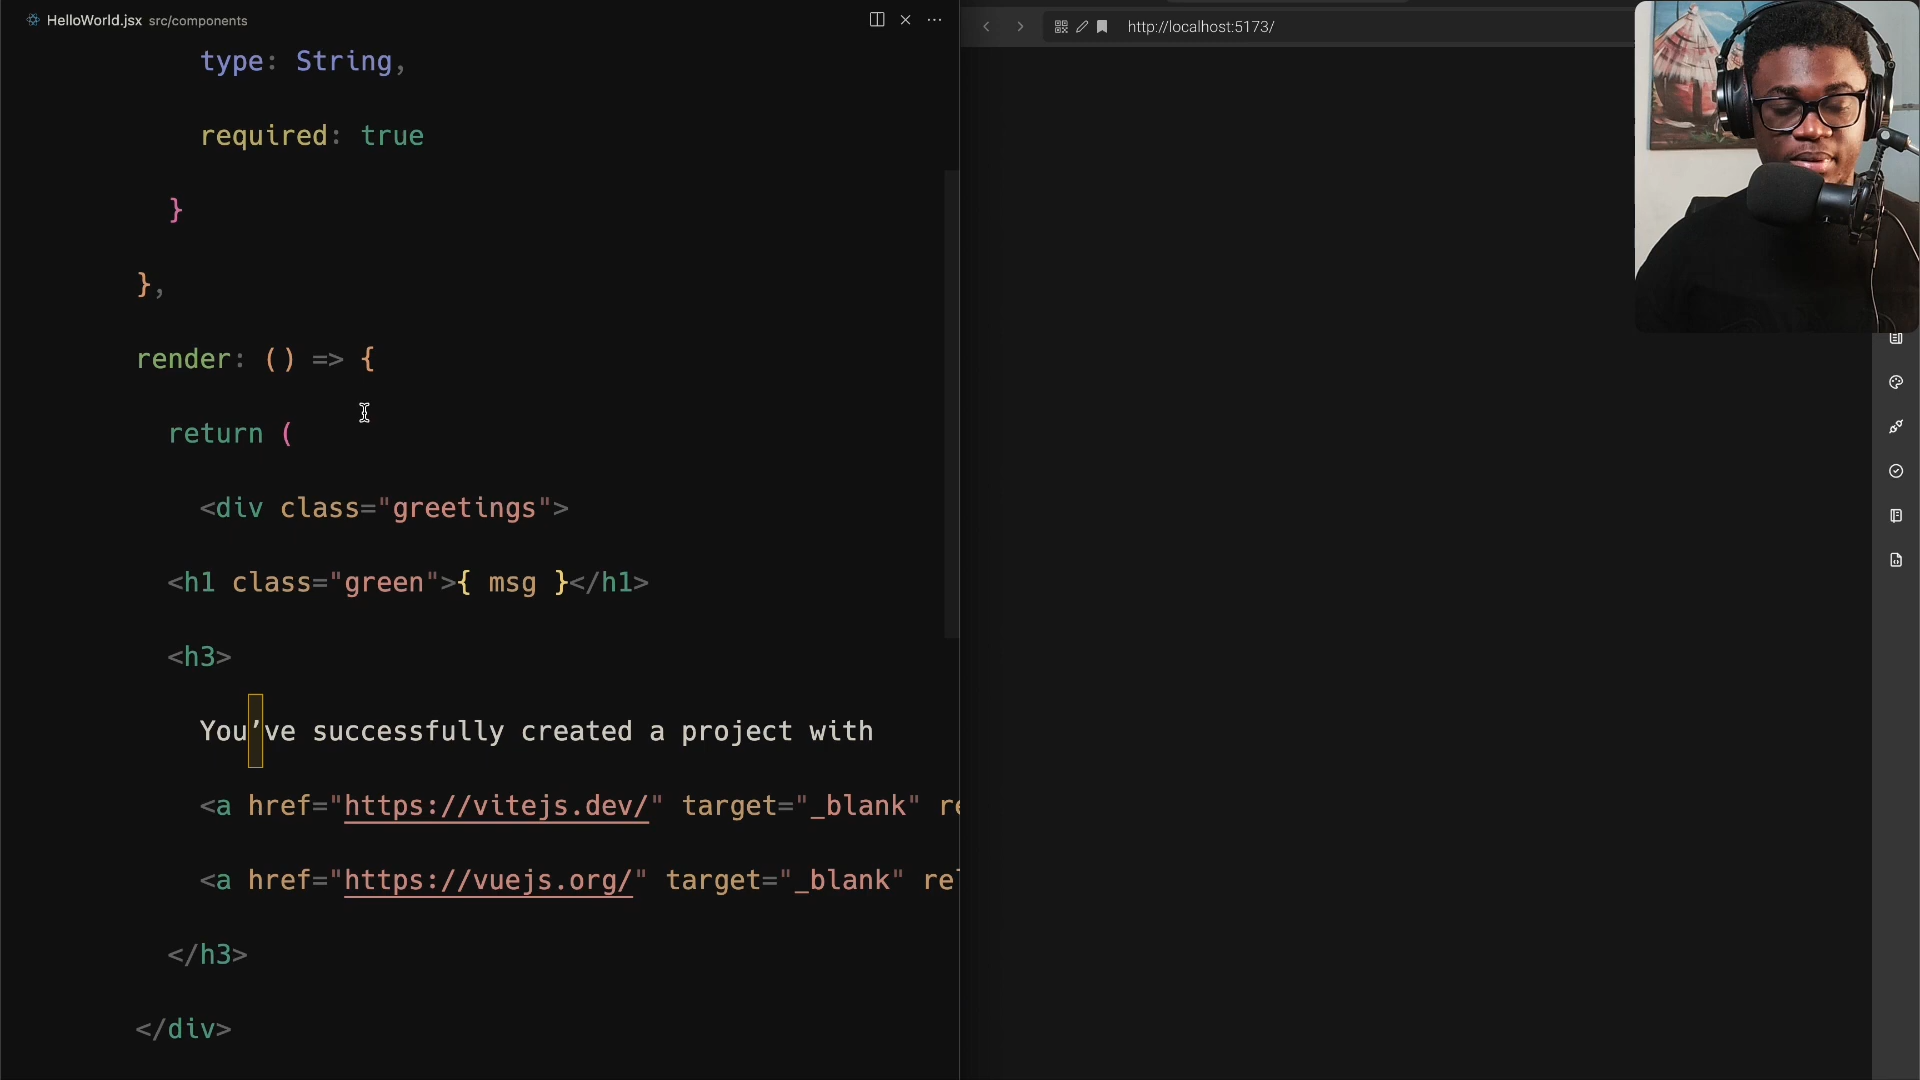 HelloWorld.jsx src/components
http://localhost:5173/
type: String,
required: true
}
},
render: () => {
return (
<div class="greetings">
<h1 class="green">{ msg }</h1>
<h3>
You’ve successfully created a project with
<a href="https://vitejs.dev/" target="_blank" re
<a href="https://vuejs.org/" target="_blank" rel
</h3>
</div>